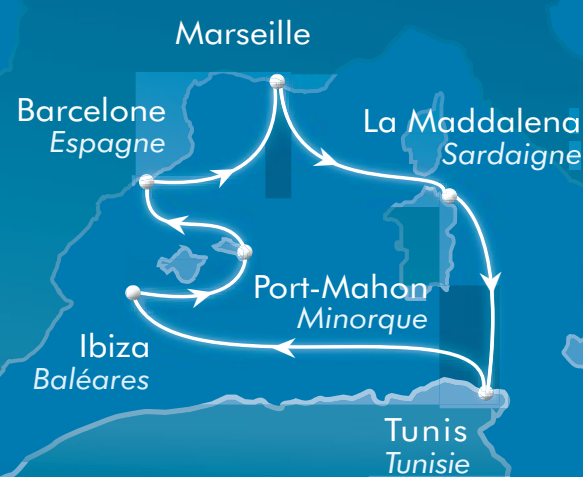 Marseille
Barcelone
Espagne
La Maddalena
Sardaigne
Port-Mahon
Minorque
Ibiza
Baléares
Tunis
Tunisie